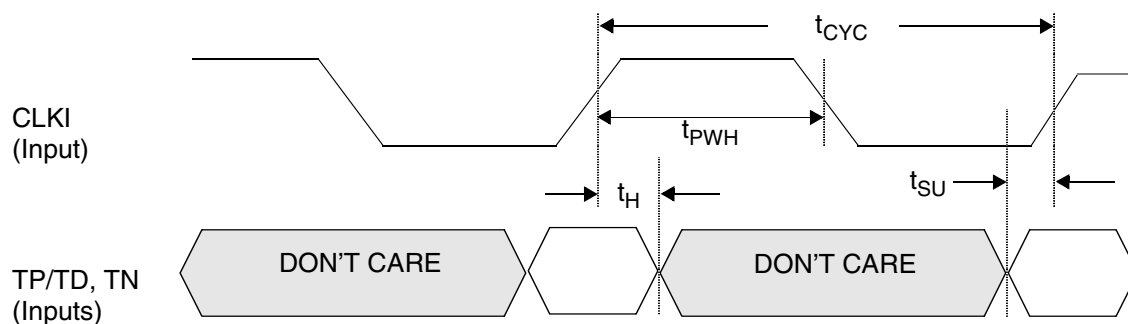 tCYC
CLKI
(Input)
tPWH
tH
tSU
TP/TD, TN
(Inputs)
DON'T CARE
DON'T CARE